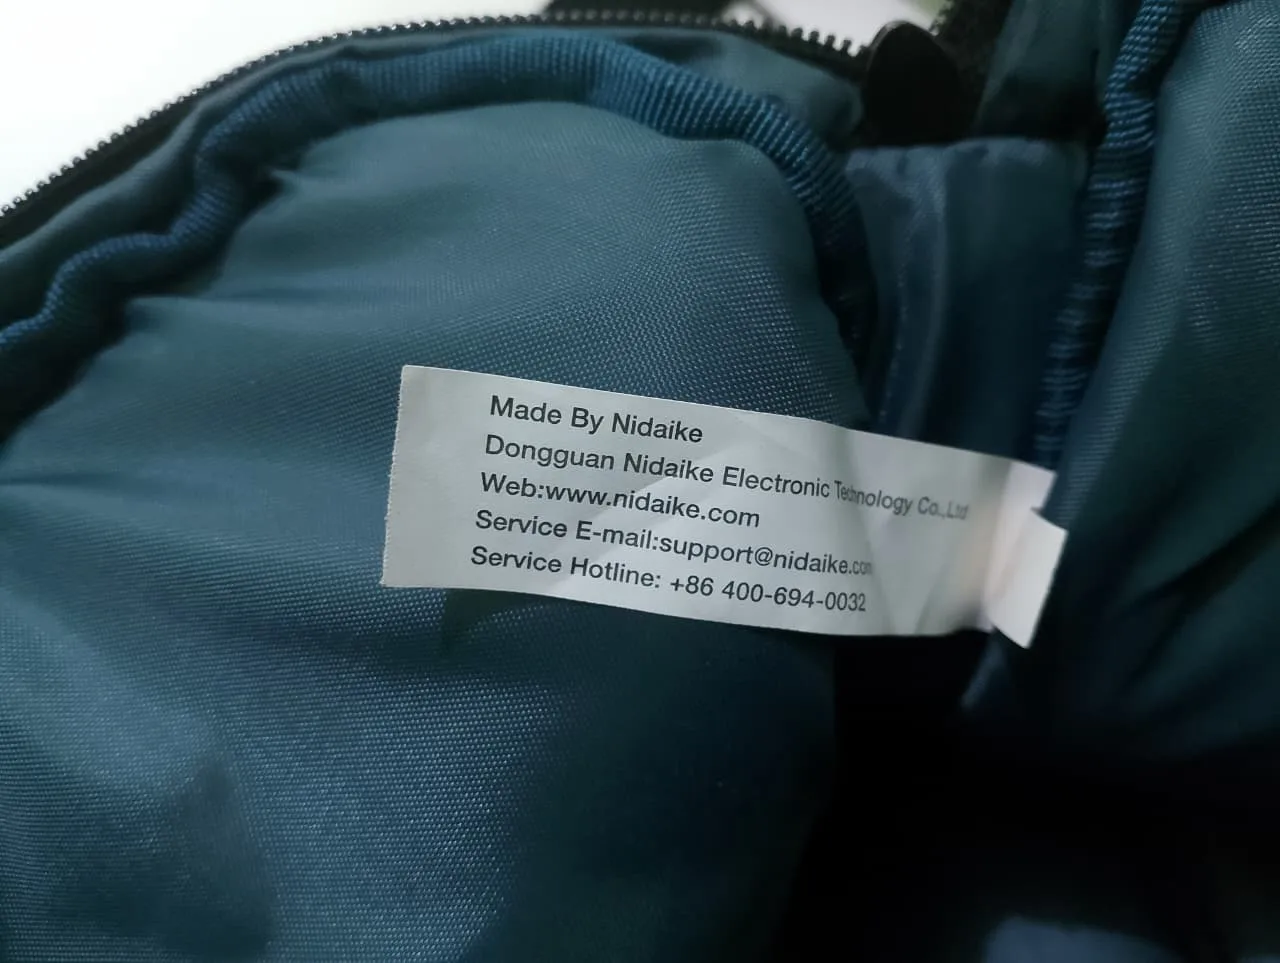 Made By Nidaike
Dongguan Nidaike Electronic Technology Co.,Ltd
Web:www.nidaike.com
Service E-mail:support@nidaike.com
Service Hotline: +86 400-694-0032